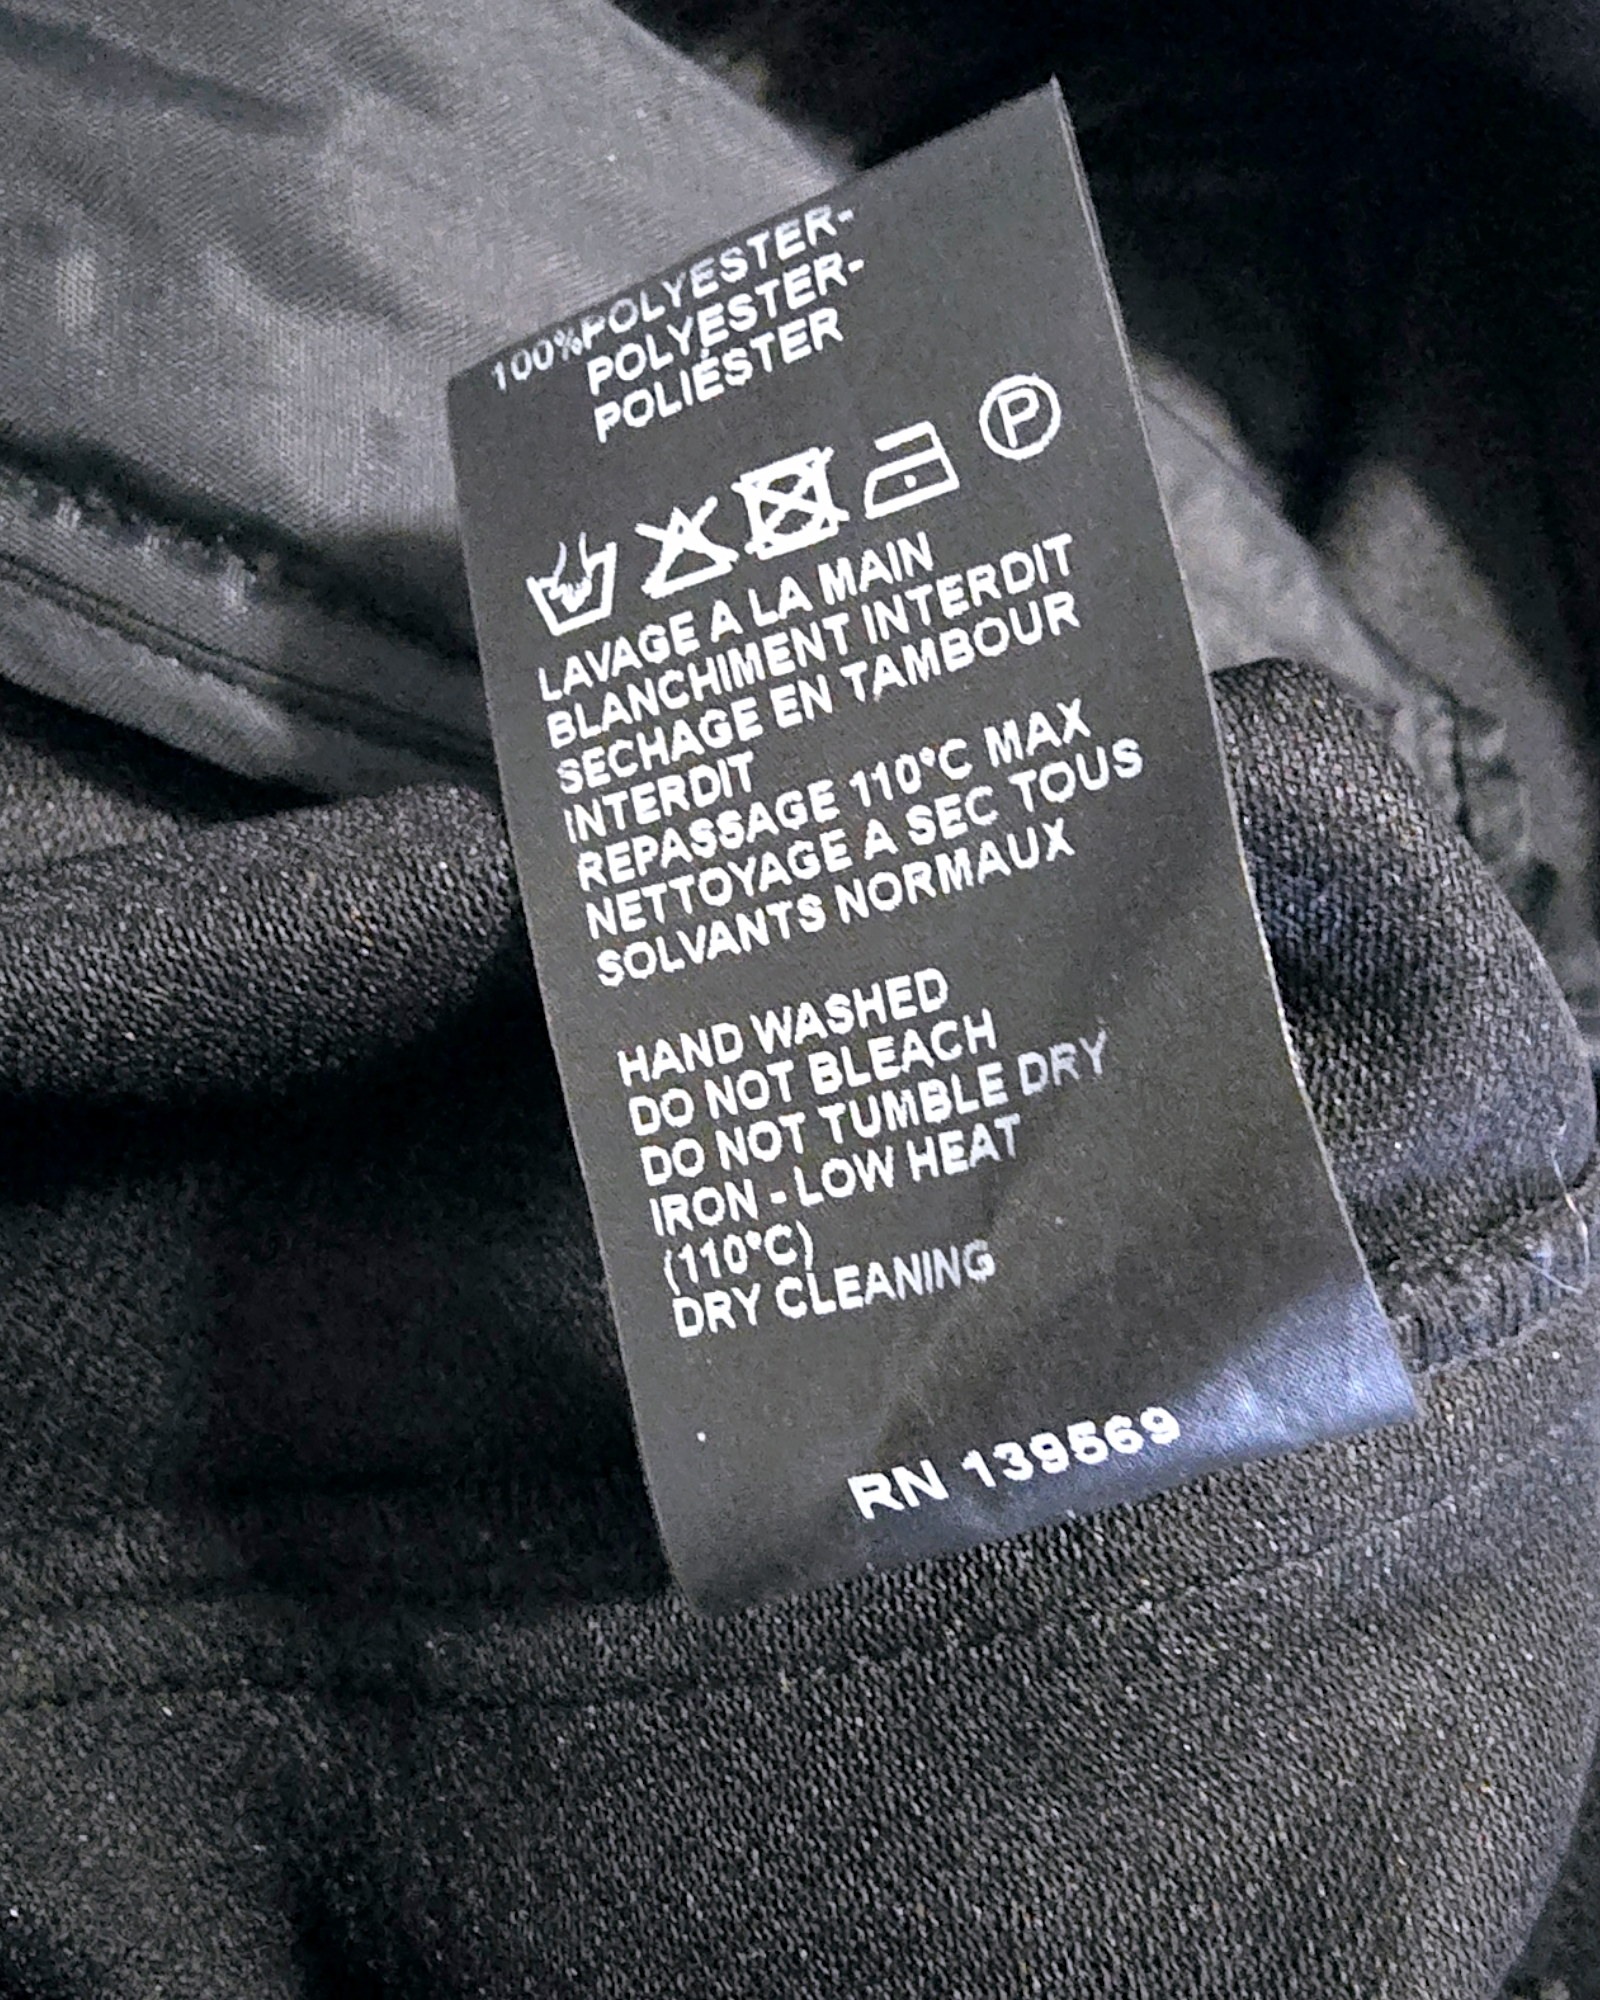 100%POLYESTER-
POLYÉSTER-
POLIÉSTER
P
LAVAGE A LA MAIN
BLANCHIMENT INTERDIT
SECHAGE EN TAMBOUR
INTERDIT
REPASSAGE 110°C MAX
NETTOYAGE A SEC TOUS
SOLVANTS NORMAUX
HAND WASHED
DO NOT BLEACH
DO NOT TUMBLE DRY
IRON - LOW HEAT
(110°C)
DRY CLEANING
RN 139569